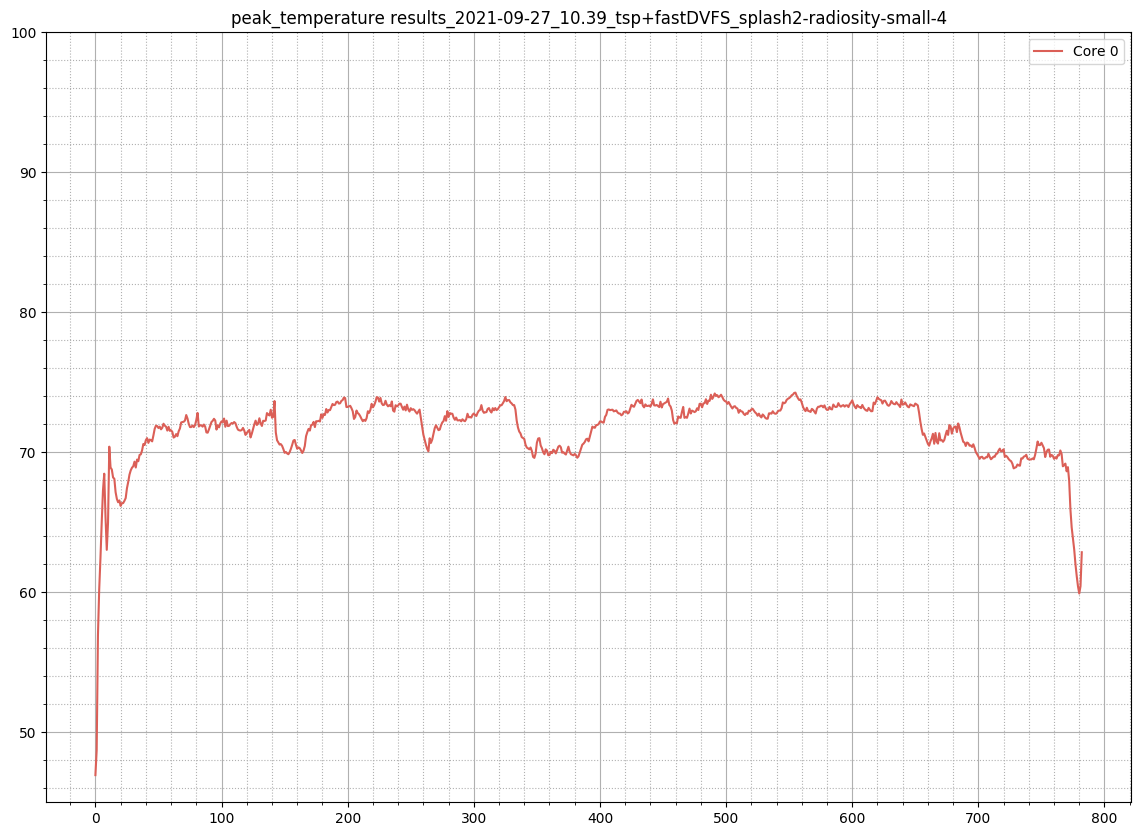 peak_temperature results_2021-09-27_10.39_tsp+fastDVFS_splash2-radiosity-small-4
Core 0
100
90
80
70
60
50
0 100 200 300 400 500 600 700 800